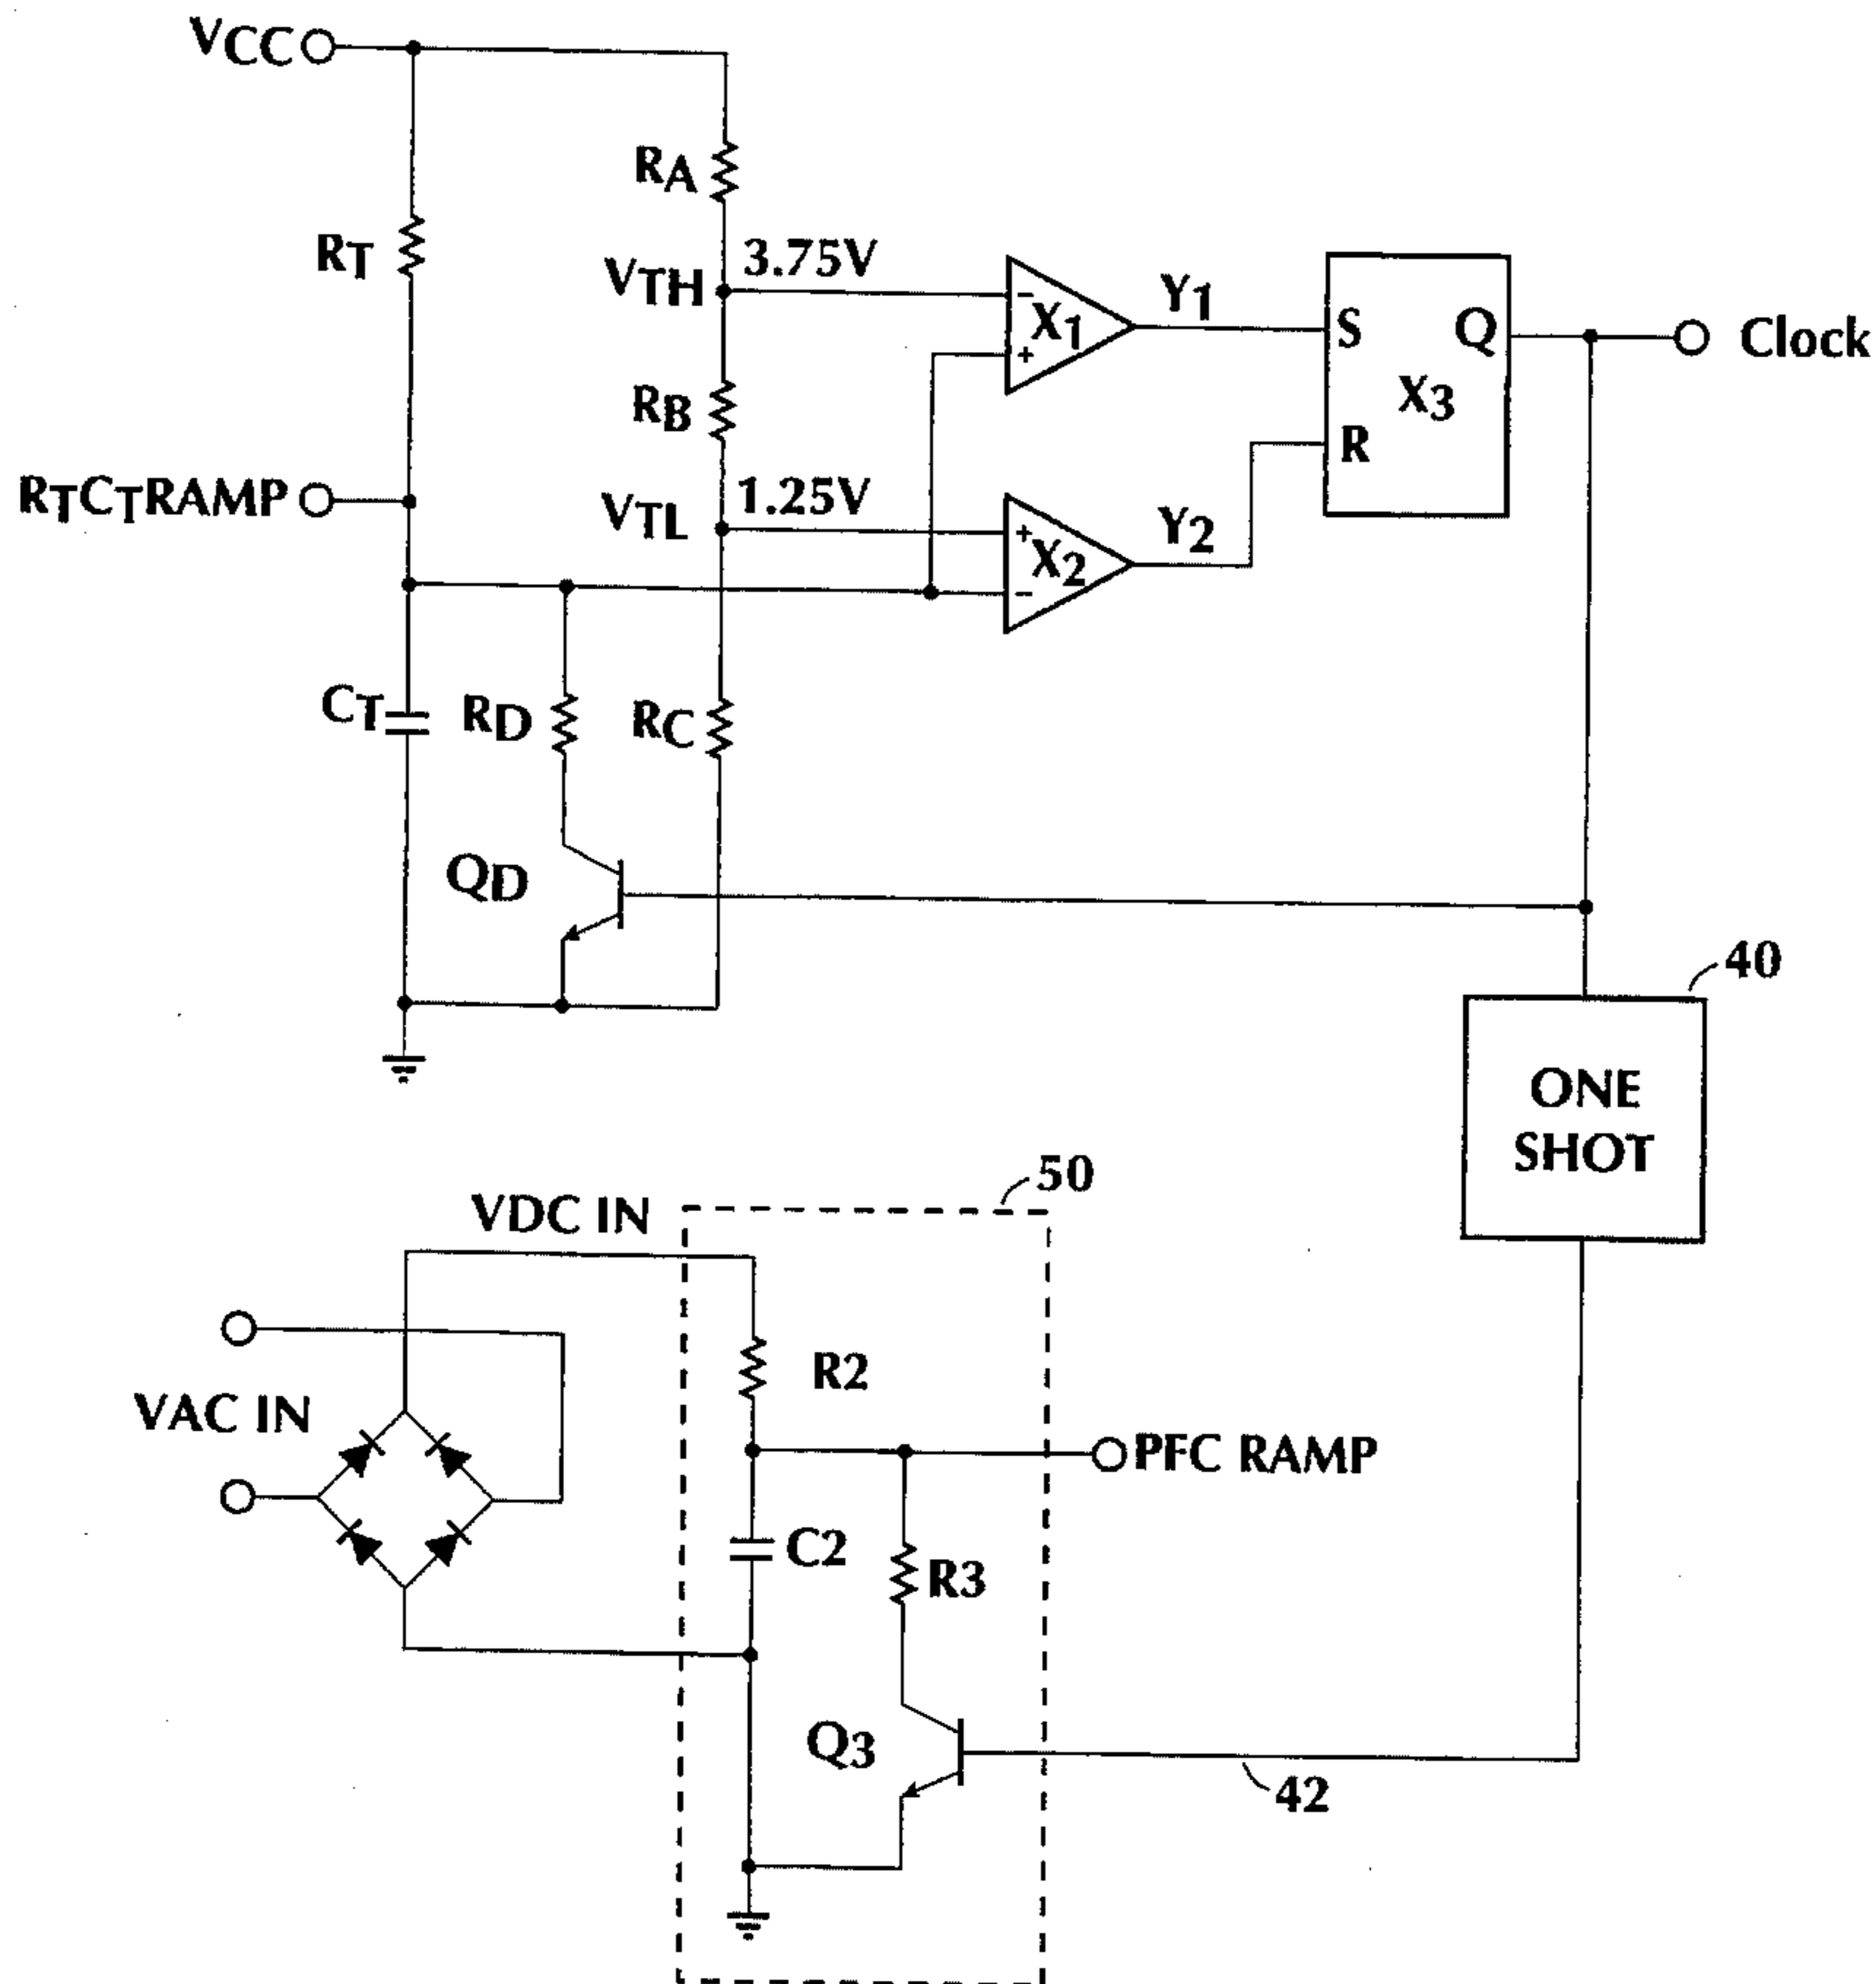 VCC
RA
RT
VTH
3.75V
X1
Y1
S
Q
Clock
X3
RB
R
RTCTRAMP
VTL
1.25V
X2
Y2
+
-
-
+
CT
RD
RC
QD
40
ONE
SHOT
50
VDC IN
VAC IN
R2
PFC RAMP
C2
R3
Q3
42